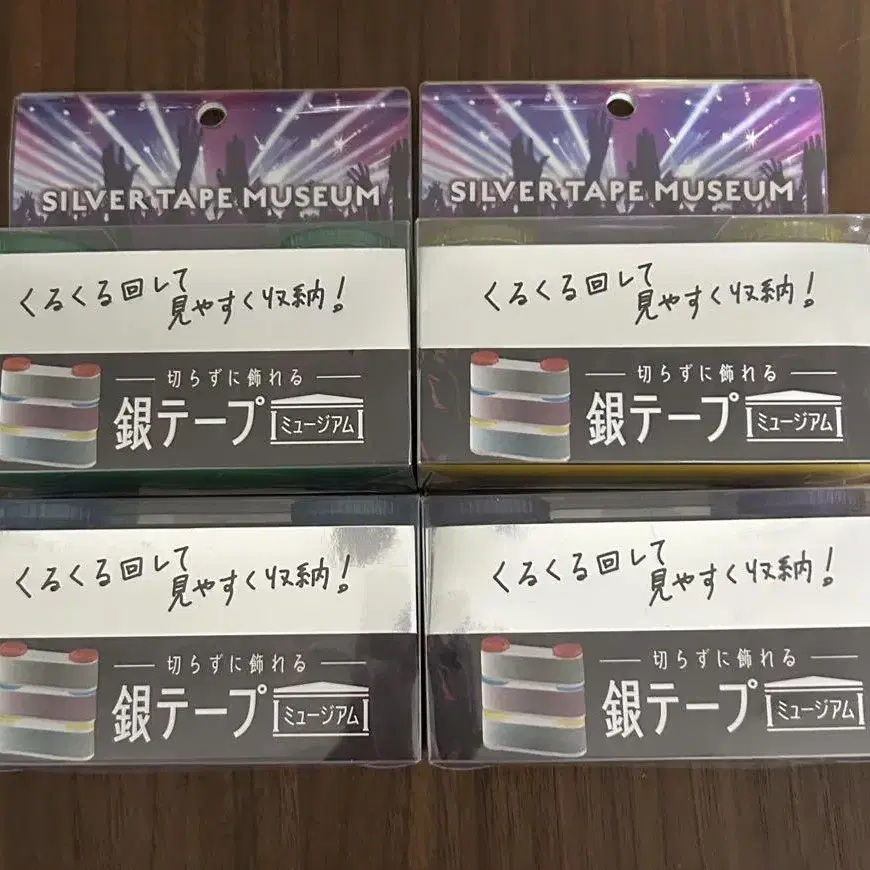 SILVER TAPE MUSEUM
くるくる回して
見やすく収納!
切らずに飾れる
銀テープ
ミュージアム
SILVER TAPE MUSEUM
くるくる回して
見やすく収納!
切らずに飾れる
銀テープ
ミュージアム
くるくる回して
見やすく収納!
切らずに飾れる
銀テープ
ミュージアム
くるくる回して
見やすく収納!
切らずに飾れる
銀テープ
ミュージアム